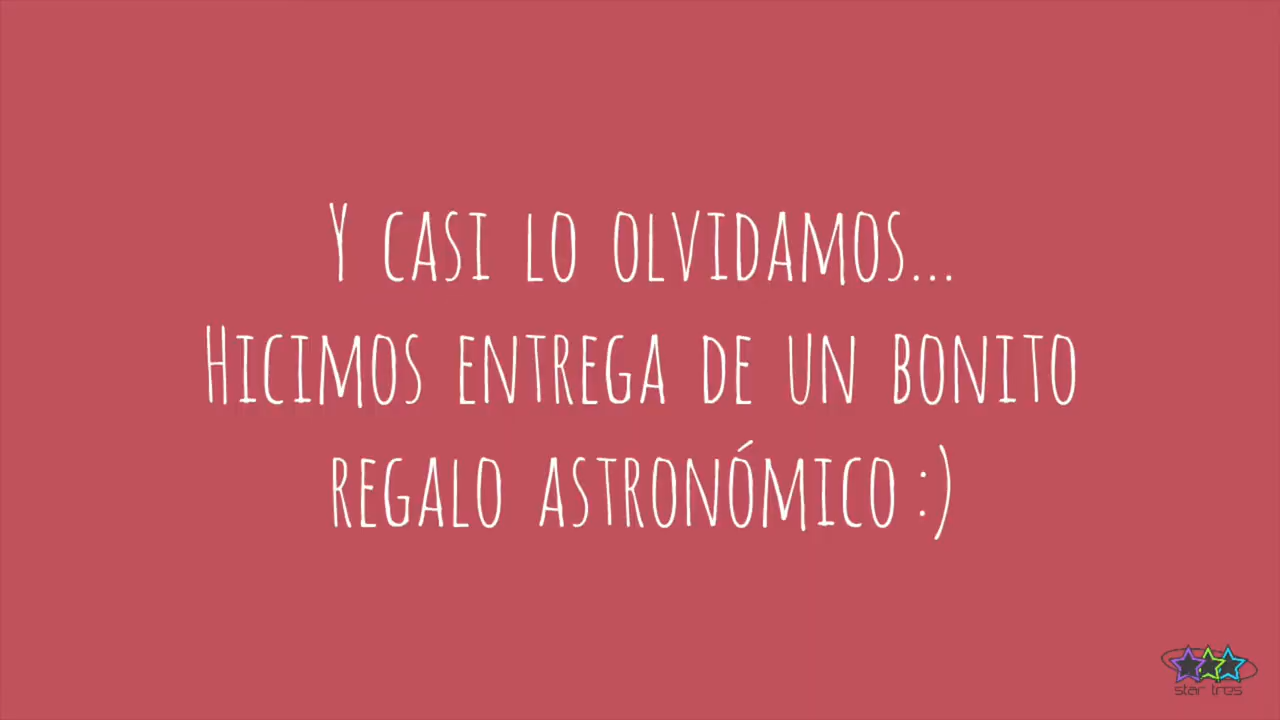 Y casi lo olvidamos...
Hicimos entrega de un bonito
regalo astronómico :)
star tres